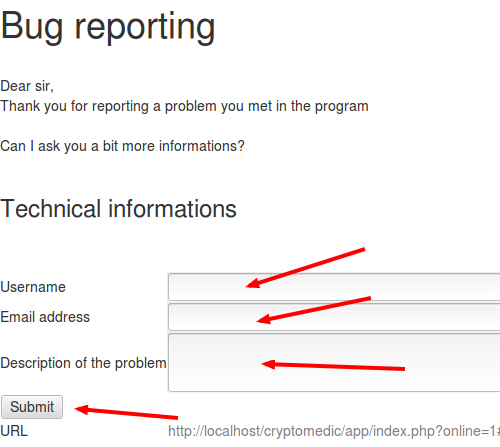 Bug reporting
Dear sir,
Thank you for reporting a problem you met in the program
Can I ask you a bit more informations?
Technical informations
Username
Email address
Description of the problem
Submit
URL http://localhost/cryptomedic/app/index.php?online=1#